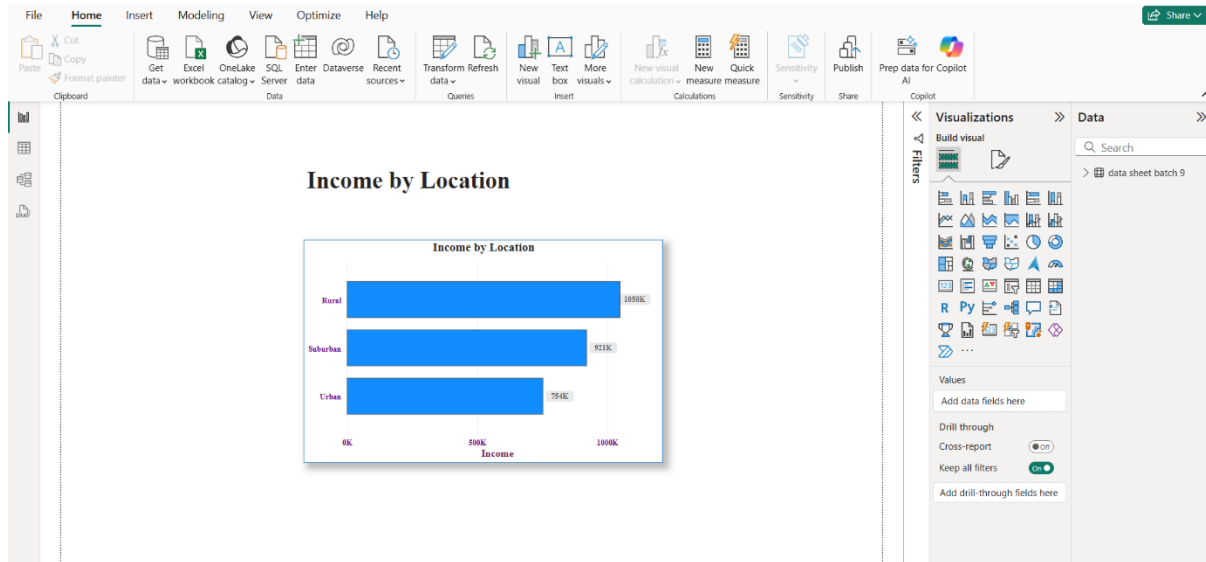 File Home Insert Modeling View Optimize Help Share
Paste
Cut
Copy
Format painter
Clipboard
Get data
Excel workbook
OneLake catalog
SQL Server
Enter data
Dataverse
Recent sources
Data
Transform data
Refresh
Queries
New visual
Text box
More visuals
Insert
New visual calculation
New measure
Quick measure
Calculations
Sensitivity
Sensitivity
Publish
Share
Prep data for AI
Copilot
Copilot
Income by Location
Income by Location
Rural 1050K
Suburban 921K
Urban 754K
0K 500K 1000K
Income
Filters
Visualizations
Build visual
123
R Py
Values
Add data fields here
Drill through
Cross-report Off
Keep all filters On
Add drill-through fields here
Data
Search
data sheet batch 9